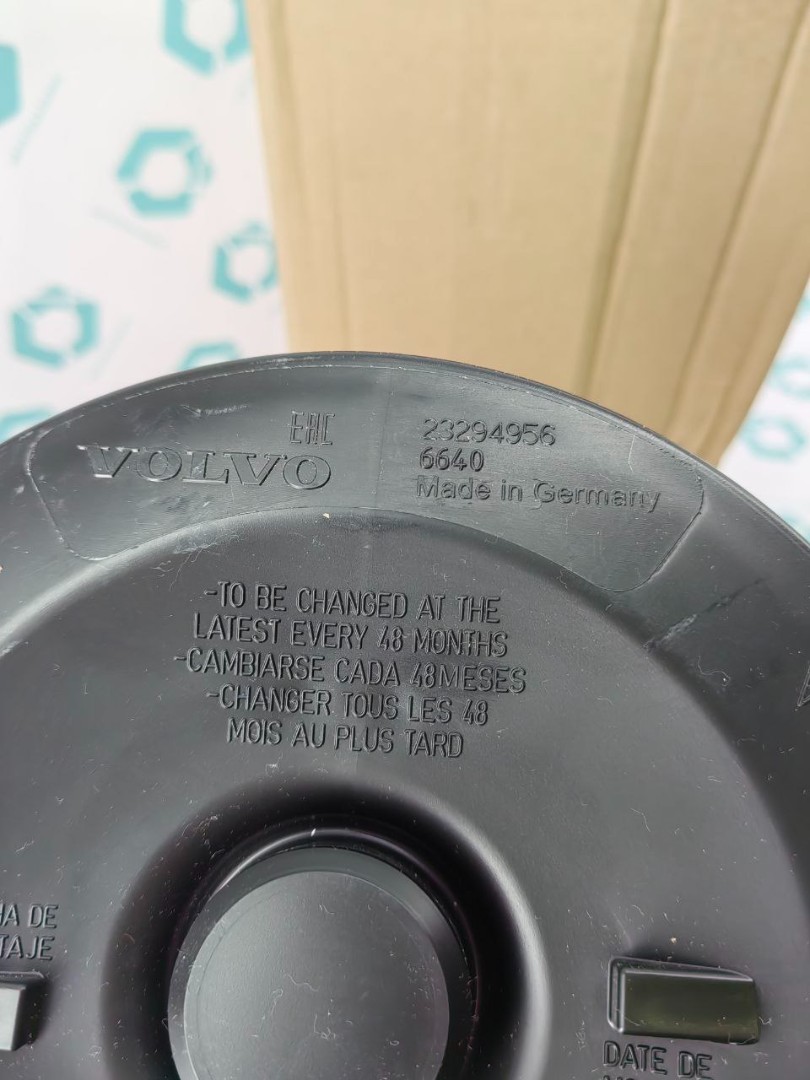 EAC
VOLVO
23294956
6640
Made in Germany
-TO BE CHANGED AT THE
LATEST EVERY 48 MONTHS
-CAMBIARSE CADA 48MESES
-CHANGER TOUS LES 48
MOIS AU PLUS TARD
DE
DATE DE